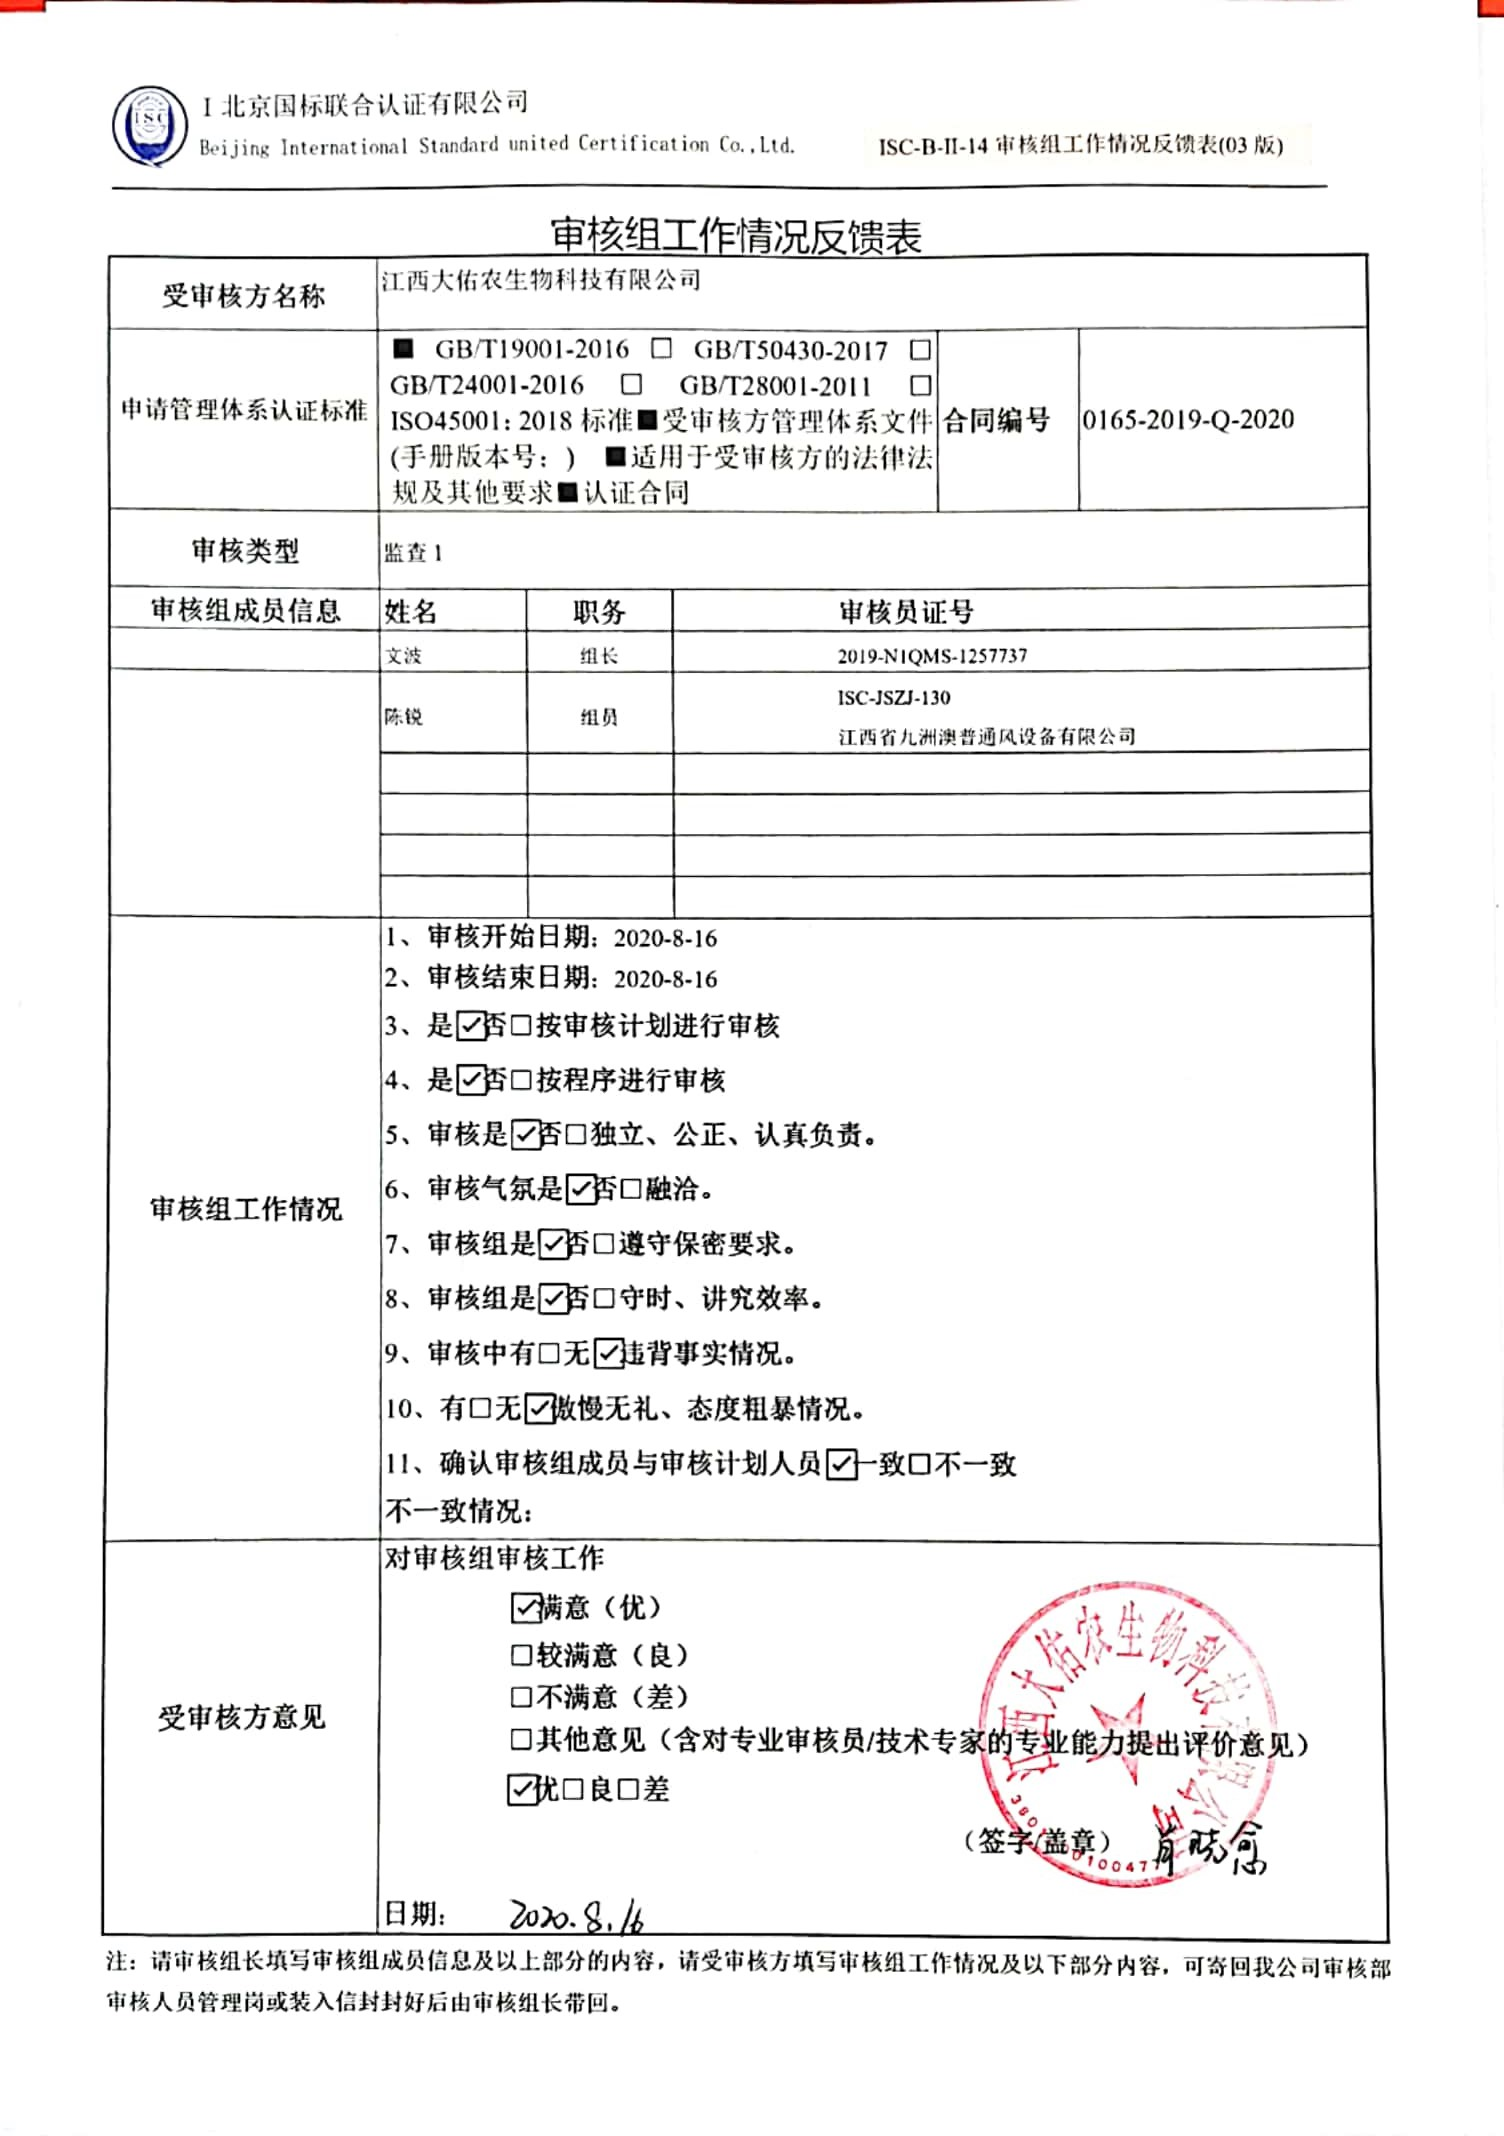 ISC
I 北京国标联合认证有限公司
Beijing International Standard united Certification Co.,Ltd.
ISC-B-II-14 审核组工作情况反馈表(03 版)
审核组工作情况反馈表
受审核方名称
江西大佑农生物科技有限公司
申请管理体系认证标准
■ GB/T19001-2016 □ GB/T50430-2017 □
GB/T24001-2016 □ GB/T28001-2011 □
ISO45001: 2018 标准■受审核方管理体系文件
(手册版本号: ) ■适用于受审核方的法律法
规及其他要求■认证合同
合同编号
0165-2019-Q-2020
审核类型
监查 1
审核组成员信息 姓名 职务 审核员证号
文波 组长 2019-N1QMS-1257737
陈锐 组员
ISC-JSZJ-130
江西省九洲澳普通风设备有限公司
审核组工作情况
1、审核开始日期: 2020-8-16
2、审核结束日期: 2020-8-16
3、是☑否□按审核计划进行审核
4、是☑否□按程序进行审核
5、审核是☑否□独立、公正、认真负责。
6、审核气氛是☑否□融洽。
7、审核组是☑否□遵守保密要求。
8、审核组是☑否□守时、讲究效率。
9、审核中有□无☑违背事实情况。
10、有□无☑傲慢无礼、态度粗暴情况。
11、确认审核组成员与审核计划人员☑一致□不一致
不一致情况:
受审核方意见
对审核组审核工作
☑满意（优）
□较满意（良）
□不满意（差）
□其他意见（含对专业审核员/技术专家的专业能力提出评价意见）
☑优□良□差
江西大佑农生物科技有限公司
（签字/盖章）
日期: 2020.8.16
注: 请审核组长填写审核组成员信息及以上部分的内容，请受审核方填写审核组工作情况及以下部分内容，可寄回我公司审核部
审核人员管理岗或装入信封封好后由审核组长带回。